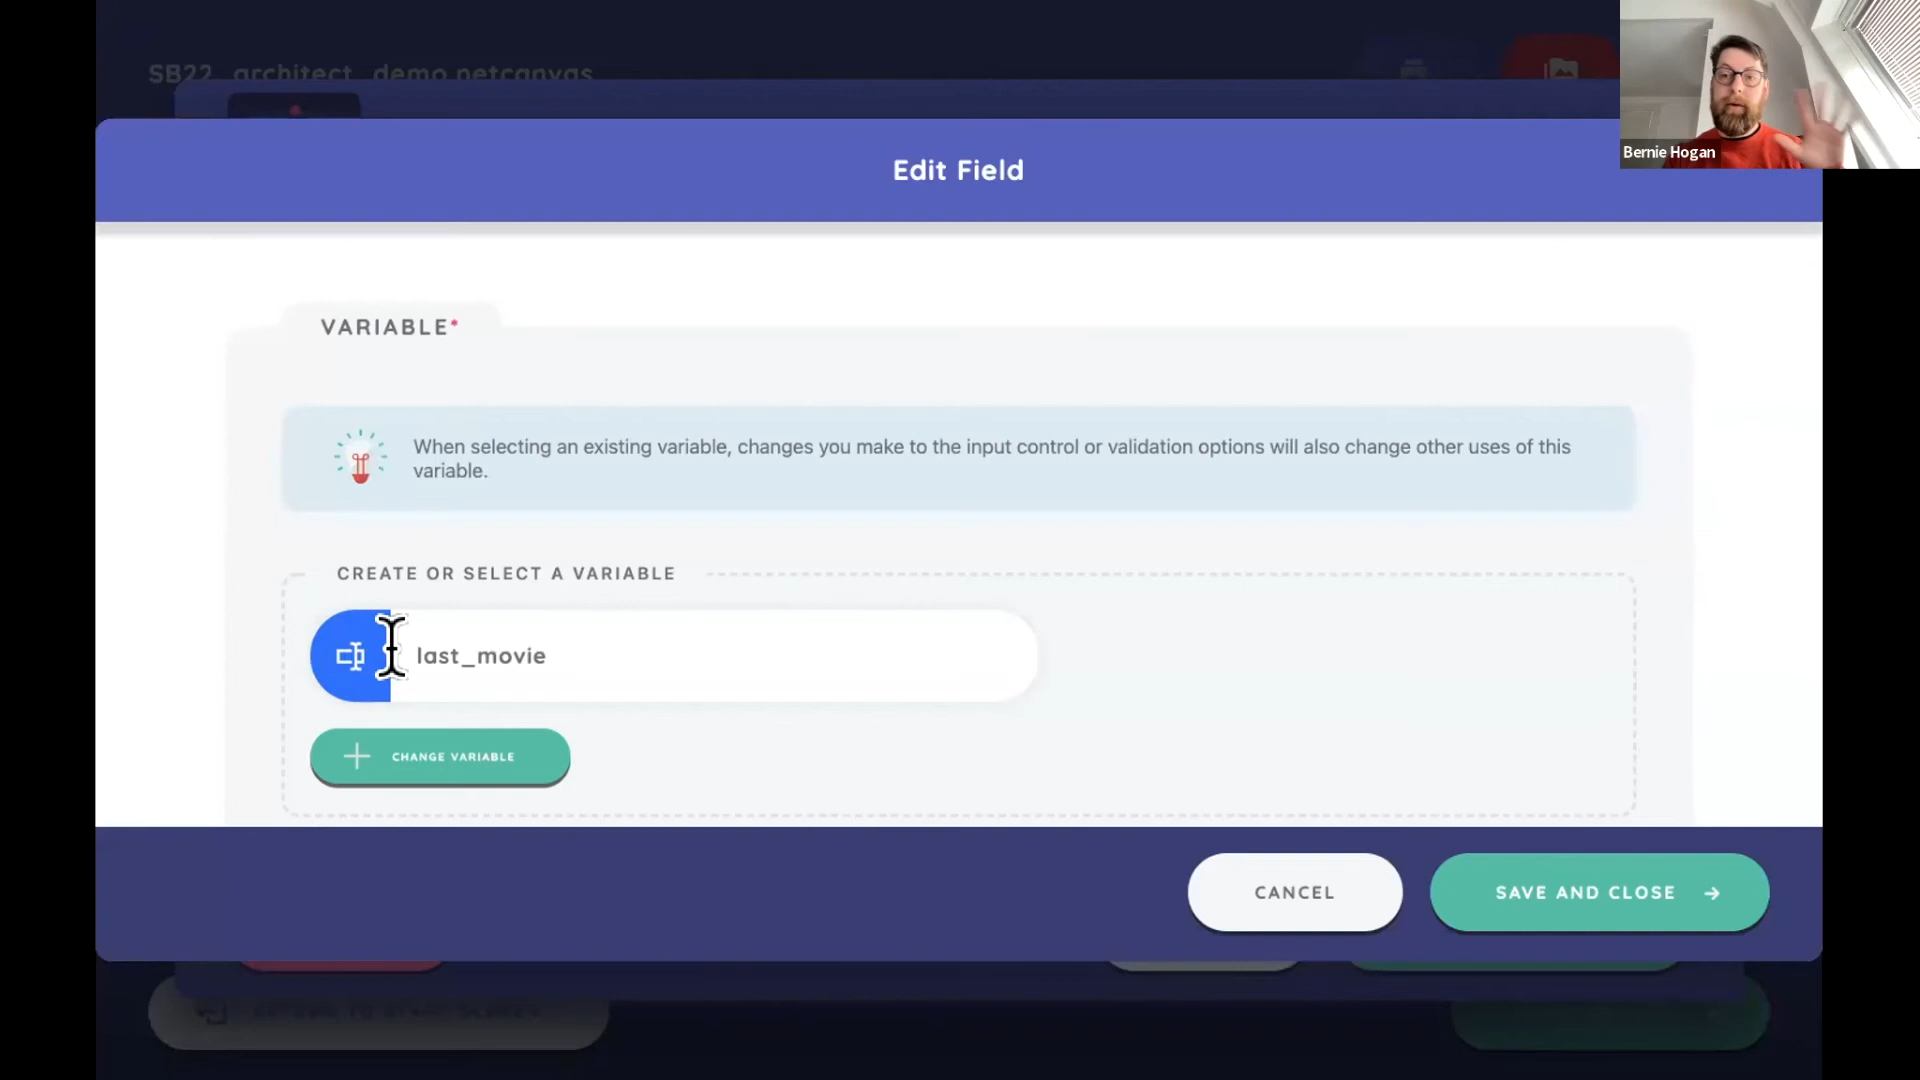 SB22_architect_demo.netcanvas
Bernie Hogan
Edit Field
VARIABLE*
When selecting an existing variable, changes you make to the input control or validation options will also change other uses of this
variable.
CREATE OR SELECT A VARIABLE
last_movie
CHANGE VARIABLE
CANCEL
SAVE AND CLOSE